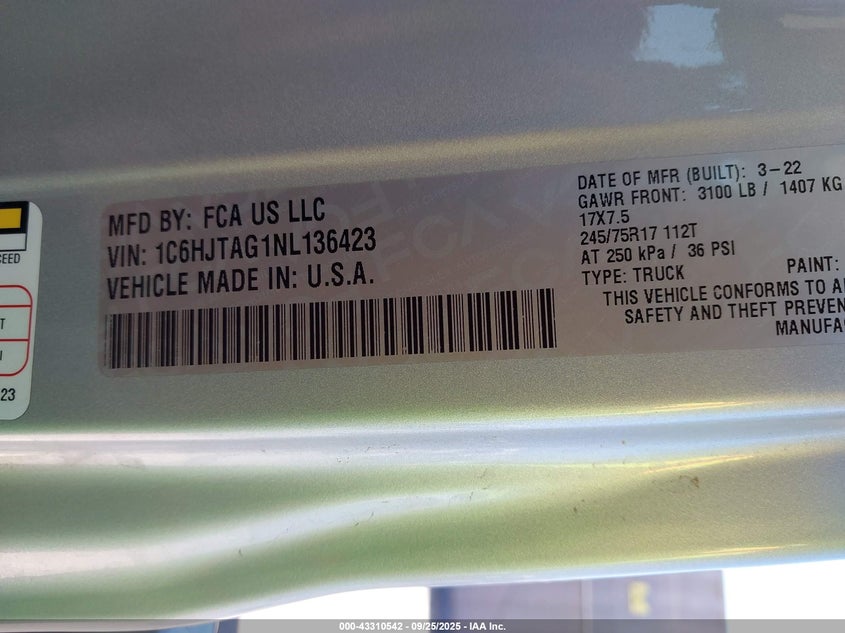 CEED
T
23
MFD BY: FCA US LLC
VIN: 1C6HJTAG1NL136423
VEHICLE MADE IN: U.S.A.
DATE OF MFR (BUILT): 3-22
GAWR FRONT: 3100 LB / 1407 KG
17X7.5
245/75R17 112T
AT 250 kPa / 36 PSI
TYPE: TRUCK PAINT:
THIS VEHICLE CONFORMS TO A
SAFETY AND THEFT PREVEN
MANUFA
000-43310542 - 09/25/2025 - IAA Inc.